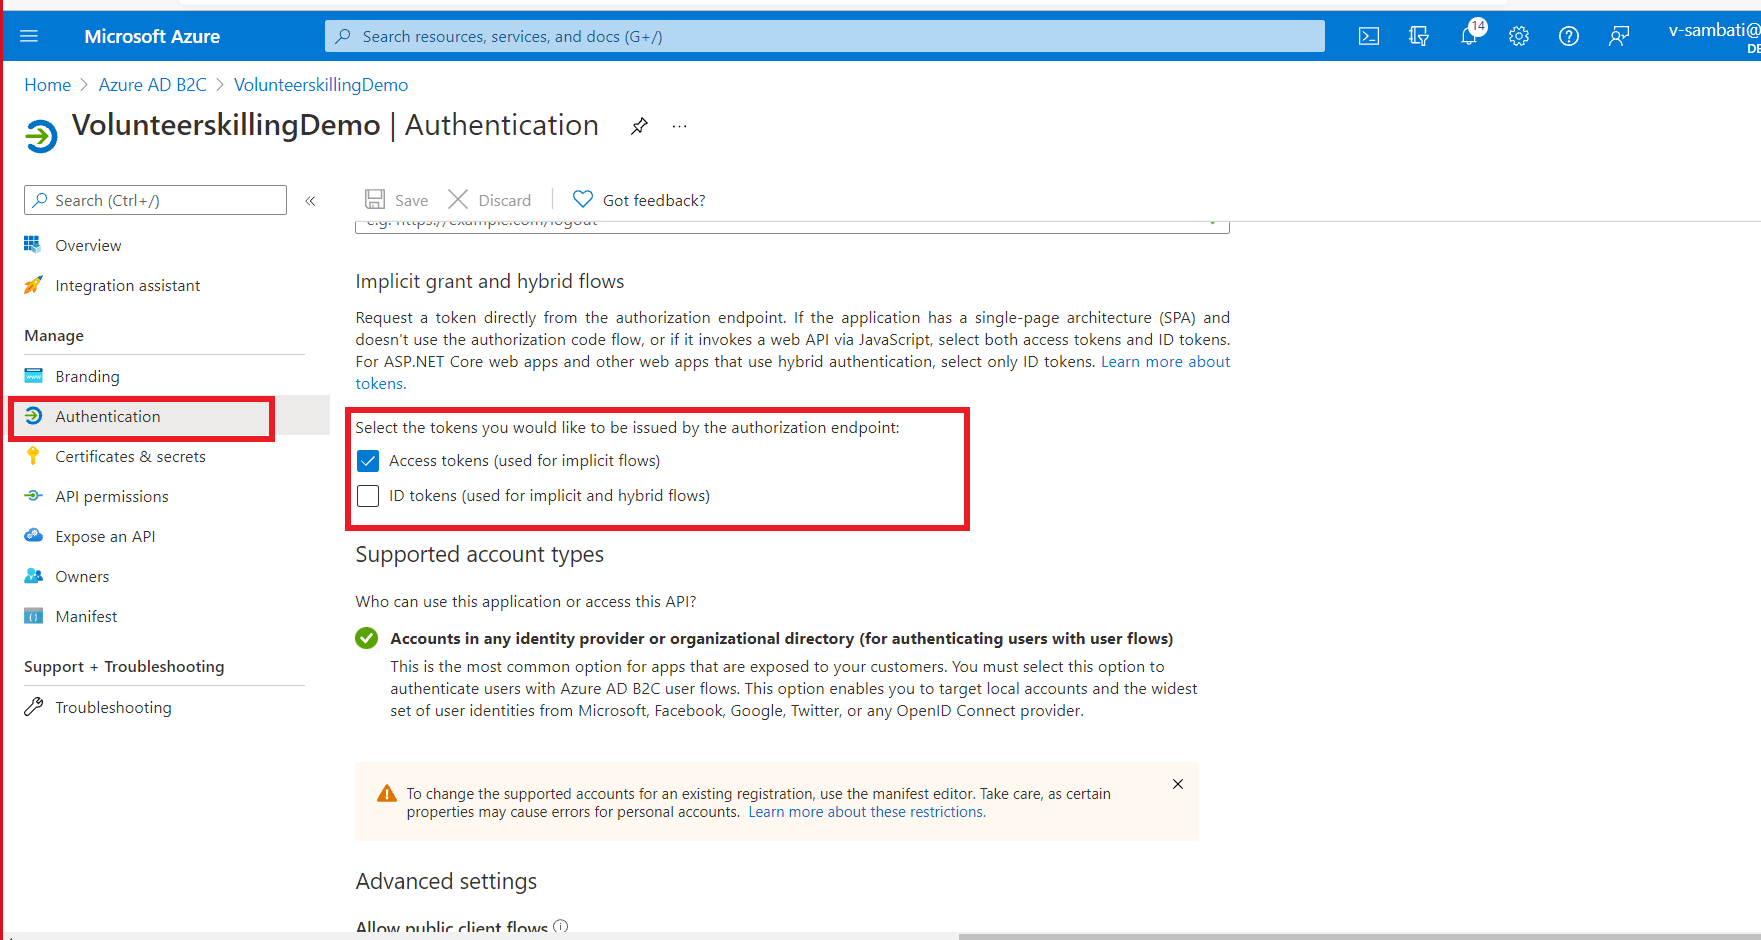 Microsoft Azure
Search resources, services, and docs (G+/)
14
v-sambati@
Home > Azure AD B2C > VolunteerskillingDemo
VolunteerskillingDemo | Authentication
...
Search (Ctrl+/)
«
Save
Discard
Got feedback?
e.g. https://example.com/logout
Overview
Integration assistant
Manage
Branding
Authentication
Certificates & secrets
API permissions
Expose an API
Owners
Manifest
Support + Troubleshooting
Troubleshooting
Implicit grant and hybrid flows
Request a token directly from the authorization endpoint. If the application has a single-page architecture (SPA) and
doesn't use the authorization code flow, or if it invokes a web API via JavaScript, select both access tokens and ID tokens.
For ASP.NET Core web apps and other web apps that use hybrid authentication, select only ID tokens. Learn more about
tokens.
Select the tokens you would like to be issued by the authorization endpoint:
Access tokens (used for implicit flows)
ID tokens (used for implicit and hybrid flows)
Supported account types
Who can use this application or access this API?
Accounts in any identity provider or organizational directory (for authenticating users with user flows)
This is the most common option for apps that are exposed to your customers. You must select this option to
authenticate users with Azure AD B2C user flows. This option enables you to target local accounts and the widest
set of user identities from Microsoft, Facebook, Google, Twitter, or any OpenID Connect provider.
To change the supported accounts for an existing registration, use the manifest editor. Take care, as certain
properties may cause errors for personal accounts. Learn more about these restrictions.
Advanced settings
Allow public client flows